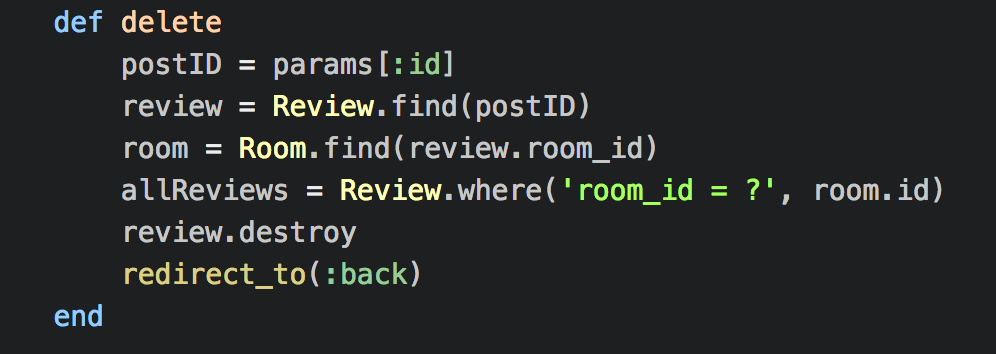 def delete
postID = params[:id]
review = Review.find(postID)
room = Room.find(review.room_id)
allReviews = Review.where('room_id = ?', room.id)
review.destroy
redirect_to(:back)
end